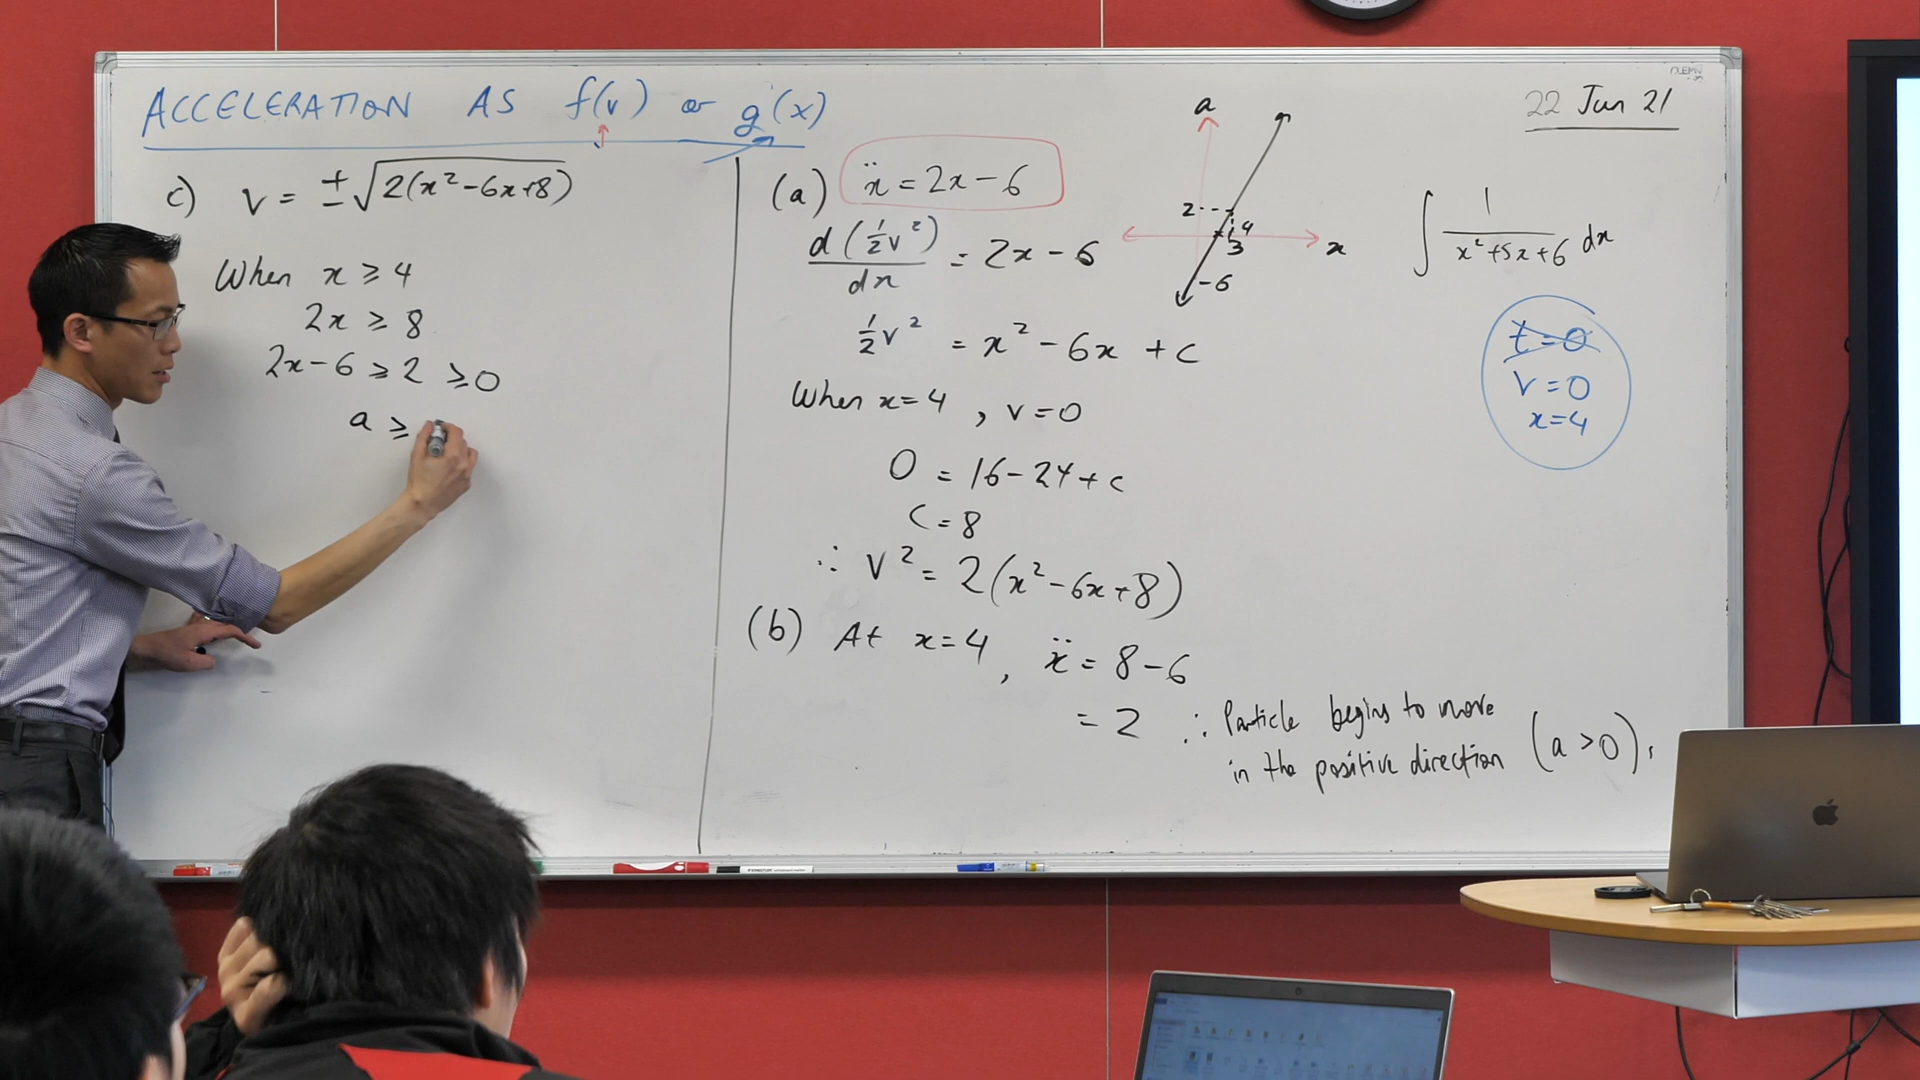 ACCELERATION AS f(v) or g(x)
22 Jun 21
c) v = ±√2(x²-6x+8)
When x ≥ 4
2x ≥ 8
2x-6 ≥ 2 ≥ 0
a ≥
(a) ẍ = 2x-6
d(½v²)/dx = 2x-6
½v² = x²-6x+c
When x=4, v=0
0 = 16-24+c
c = 8
∴ v² = 2(x²-6x+8)
(b) At x=4, ẍ = 8-6
= 2 ∴ Particle begins to move
in the positive direction (a>0).
a
2
4
3
x
-6
∫ 1/(x²+5x+6) dx
t=0
v=0
x=4